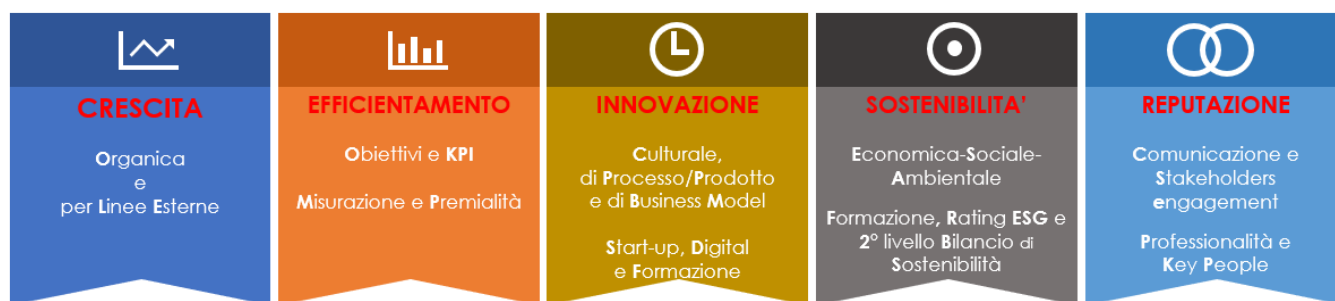 CRESCITA
Organica
e
per Linee Esterne
EFFICIENTAMENTO
Obiettivi e KPI
Misurazione e Premialità
INNOVAZIONE
Culturale,
di Processo/Prodotto
e di Business Model
Start-up, Digital
e Formazione
SOSTENIBILITA’
Economica-Sociale-
Ambientale
Formazione, Rating ESG e
2° livello Bilancio di
Sostenibilità
REPUTAZIONE
Comunicazione e
Stakeholders
engagement
Professionalità e
Key People